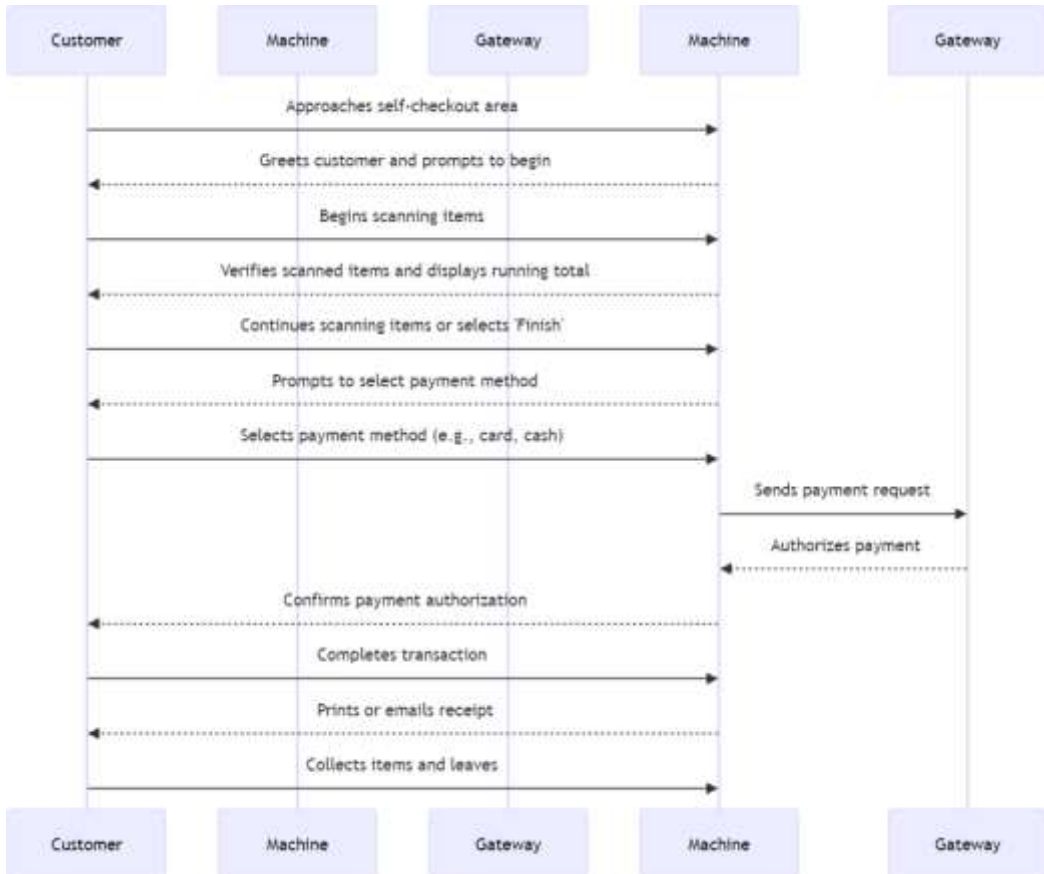 Customer
Machine
Gateway
Machine
Gateway
Approaches self-checkout area
Greets customer and prompts to begin
Begins scanning items
Verifies scanned items and displays running total
Continues scanning items or selects 'Finish'
Prompts to select payment method
Selects payment method (e.g., card, cash)
Sends payment request
Authorizes payment
Confirms payment authorization
Completes transaction
Prints or emails receipt
Collects items and leaves
Customer
Machine
Gateway
Machine
Gateway